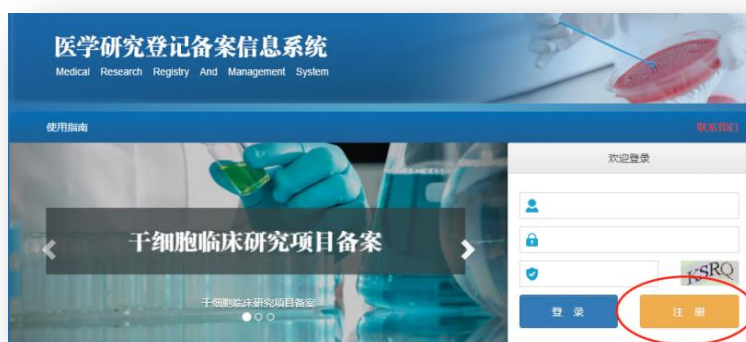 医学研究登记备案信息系统
Medical Research Registry And Management System
使用指南
联系我们
欢迎登录
干细胞临床研究项目备案
干细胞临床研究项目备案
KSRQ
登 录
注 册